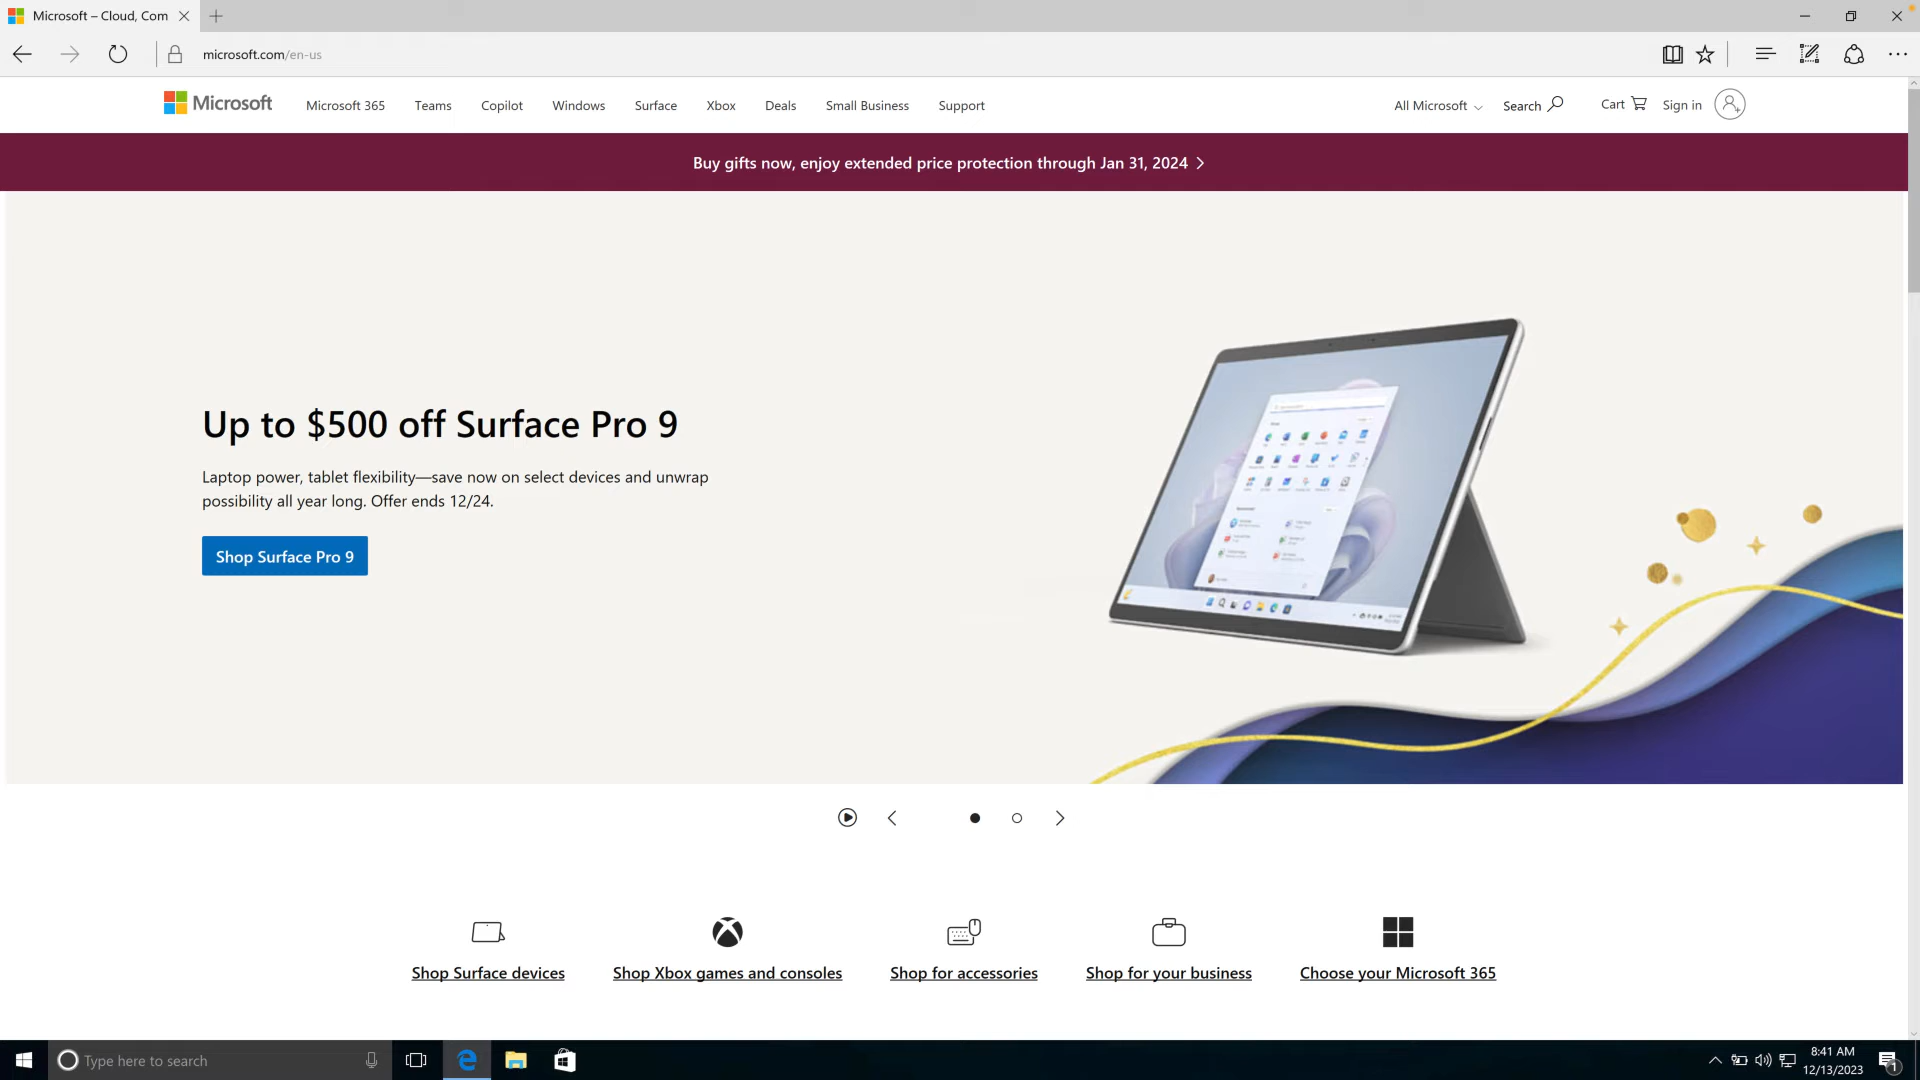 Microsoft – Cloud, Com
microsoft.com/en-us
Microsoft
Microsoft 365
Teams
Copilot
Windows
Surface
Xbox
Deals
Small Business
Support
All Microsoft
Search
Cart
Sign in
Buy gifts now, enjoy extended price protection through Jan 31, 2024
Up to $500 off Surface Pro 9
Laptop power, tablet flexibility—save now on select devices and unwrap
possibility all year long. Offer ends 12/24.
Shop Surface Pro 9
Shop Surface devices
Shop Xbox games and consoles
Shop for accessories
Shop for your business
Choose your Microsoft 365
Type here to search
8:41 AM
12/13/2023
1